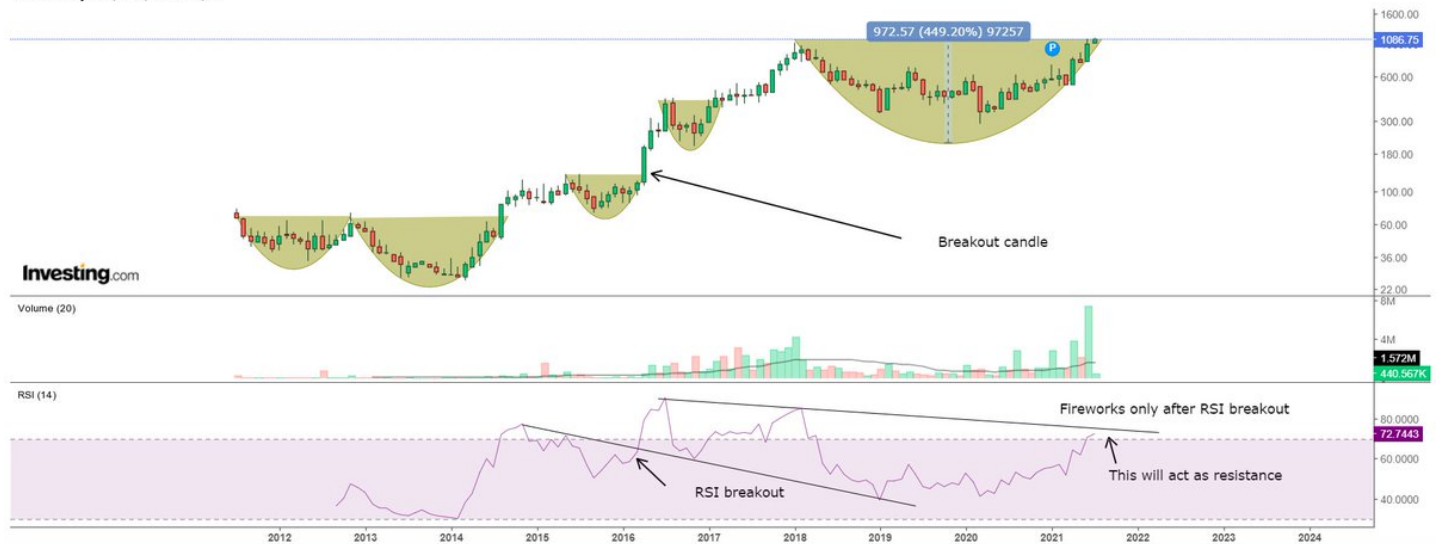 972.57 (449.20%) 97257
P
1600.00
1086.75
600.00
300.00
180.00
100.00
60.00
36.00
22.00
Breakout candle
Investing.com
Volume (20)
8M
4M
1.572M
440.567K
RSI (14)
Fireworks only after RSI breakout
80.0000
72.7443
This will act as resistance
60.0000
RSI breakout
40.0000
2012 2013 2014 2015 2016 2017 2018 2019 2020 2021 2022 2023 2024